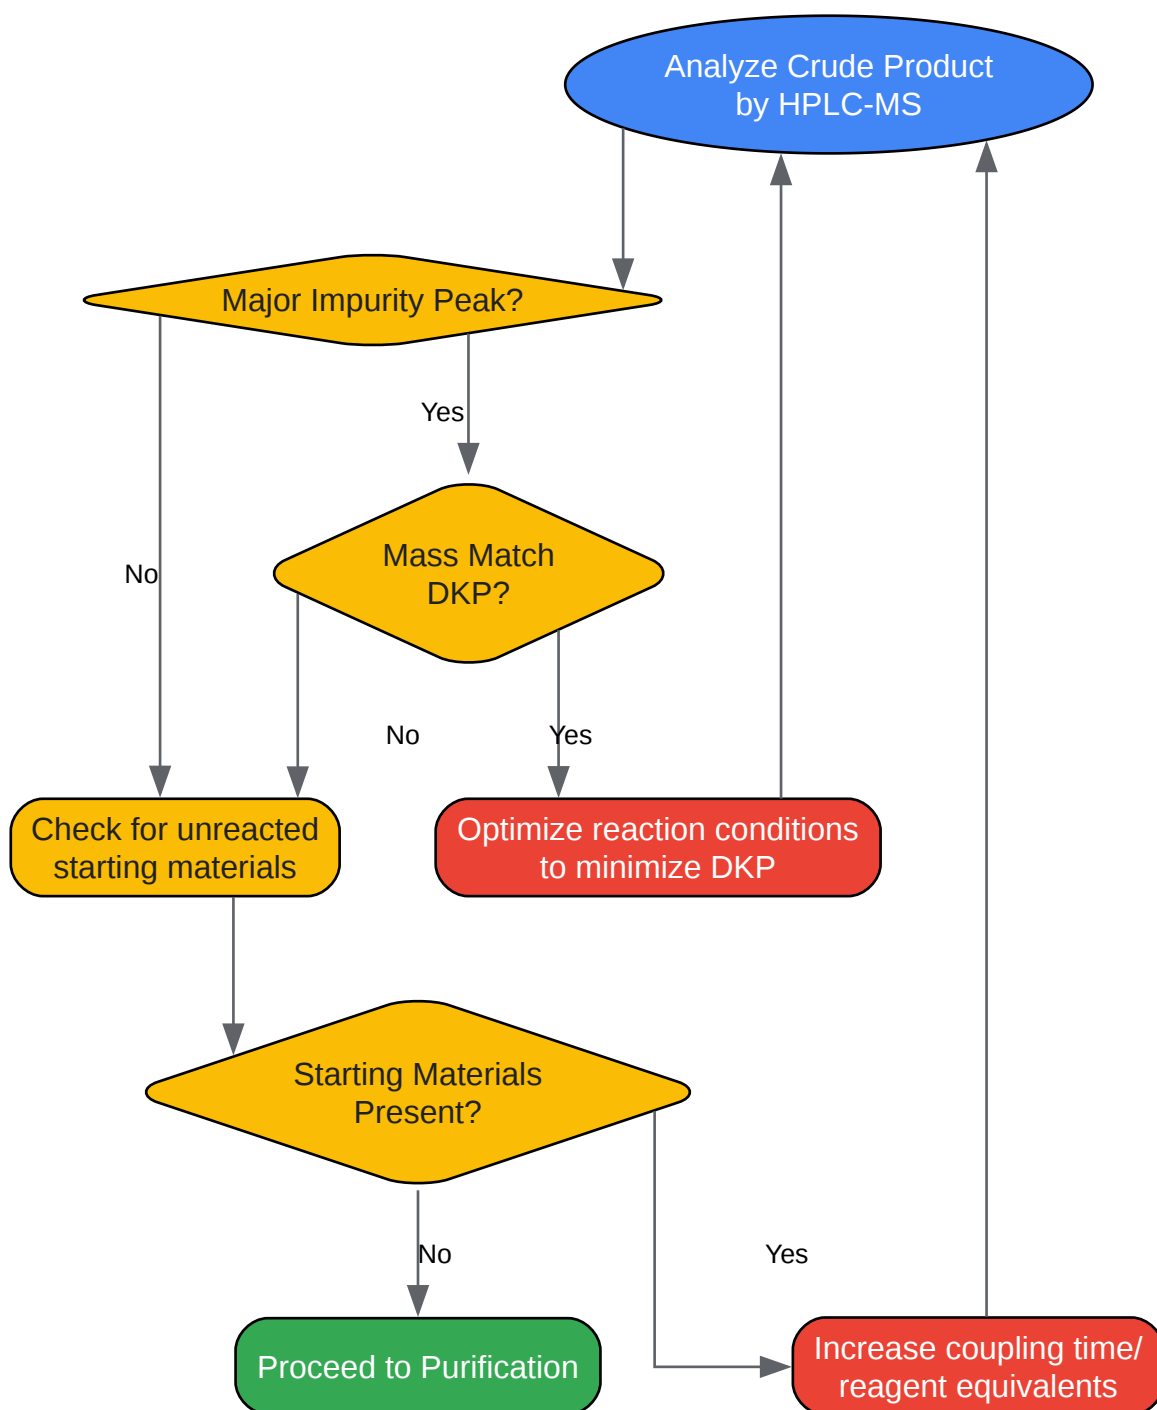 Analyze Crude Product
by HPLC-MS
Major Impurity Peak?
Yes
Mass Match
DKP?
No
No
Yes
Check for unreacted
starting materials
Optimize reaction conditions
to minimize DKP
Starting Materials
Present?
No
Yes
Proceed to Purification
Increase coupling time/
reagent equivalents